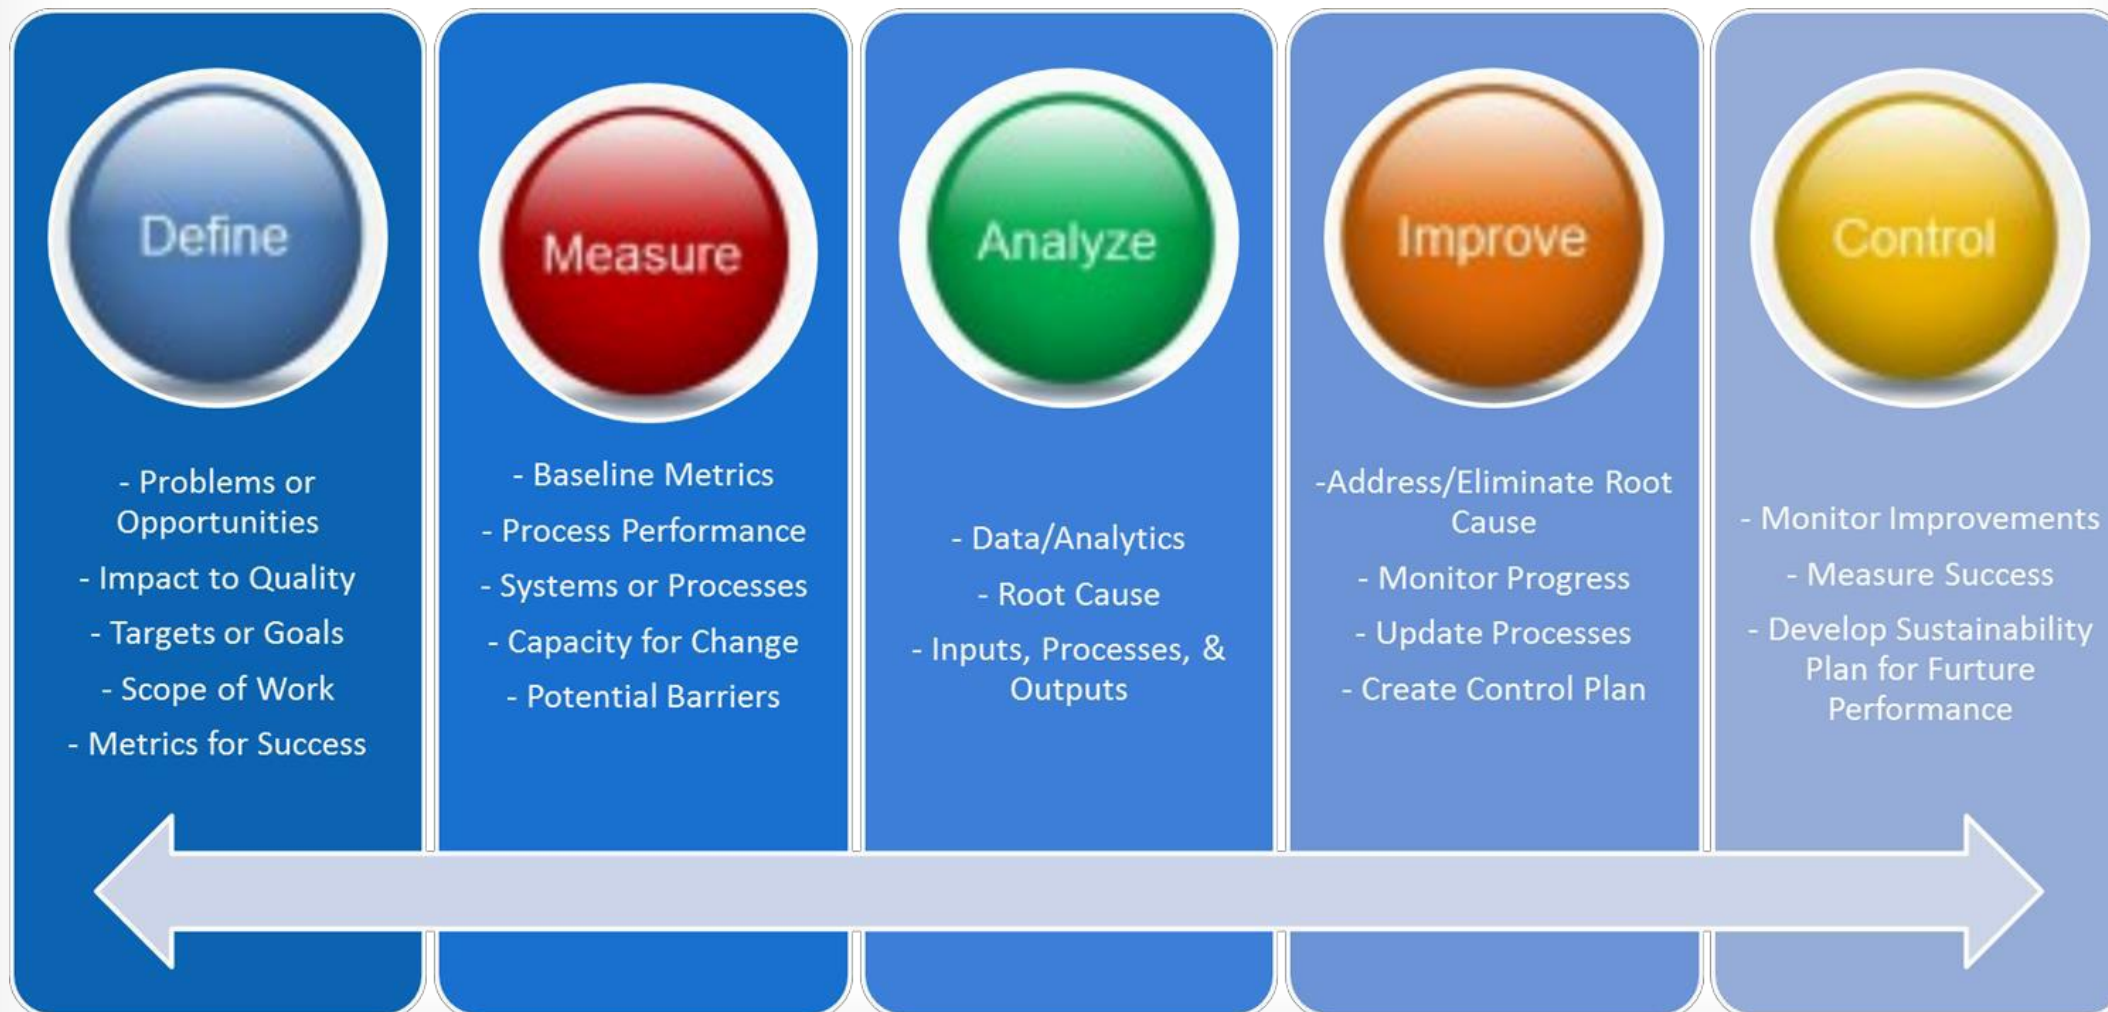 Define
- Problems or
Opportunities
- Impact to Quality
- Targets or Goals
- Scope of Work
- Metrics for Success
Measure
- Baseline Metrics
- Process Performance
- Systems or Processes
- Capacity for Change
- Potential Barriers
Analyze
- Data/Analytics
- Root Cause
- Inputs, Processes, &
Outputs
Improve
-Address/Eliminate Root
Cause
- Monitor Progress
- Update Processes
- Create Control Plan
Control
- Monitor Improvements
- Measure Success
- Develop Sustainability
Plan for Furture
Performance